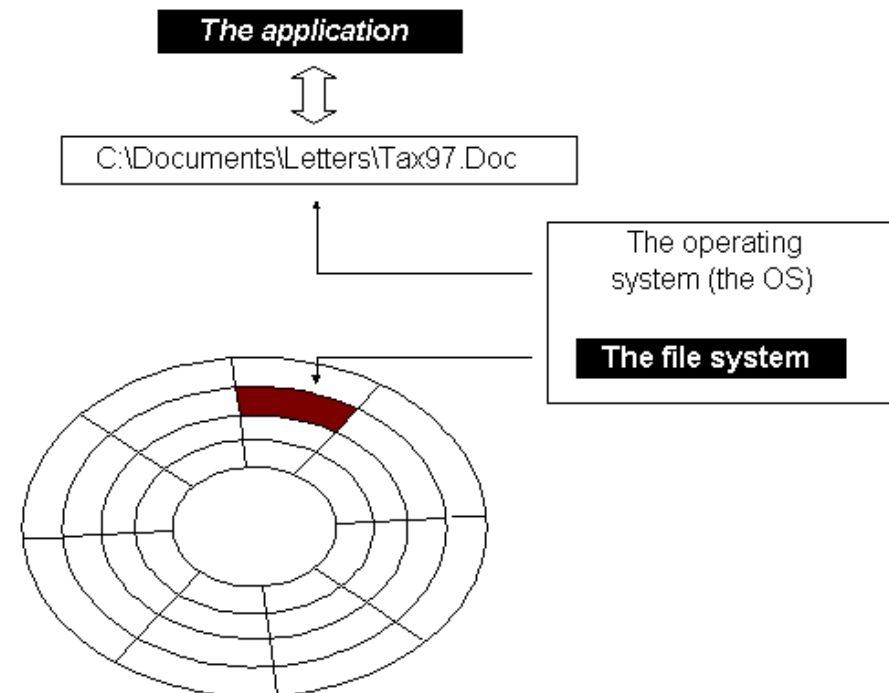 The application
C:\Documents\Letters\Tax97.Doc
The operating
system (the OS)
The file system